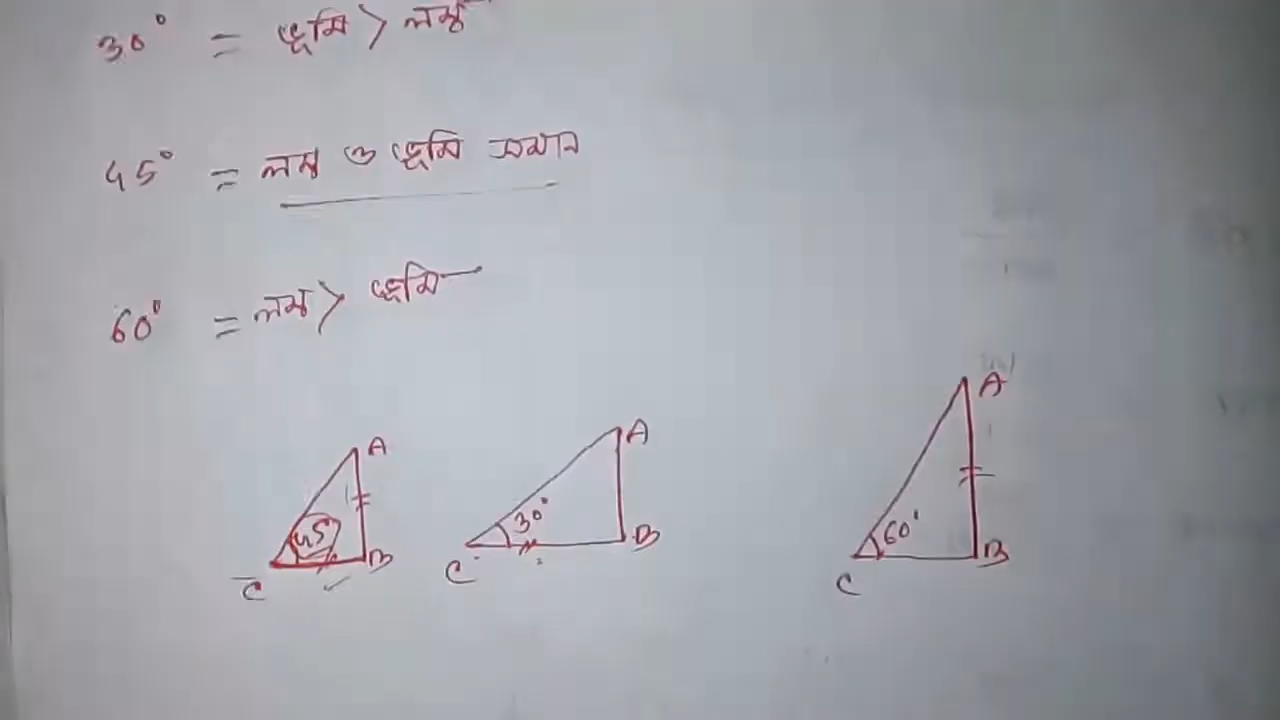 30° = ভূমি > লম্ব
45° = লম্ব ও ভূমি সমান
60° = লম্ব > ভূমি
A
45
B
C
A
30°
B
C
A
60°
B
C